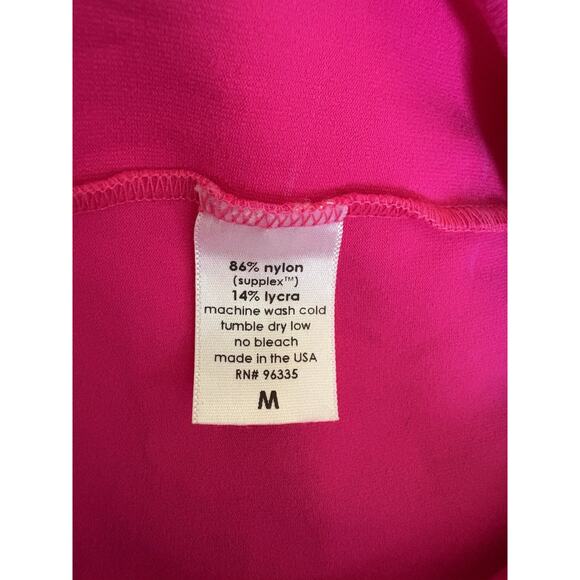 86% nylon
(supplex™)
14% lycra
machine wash cold
tumble dry low
no bleach
made in the USA
RN# 96335
M